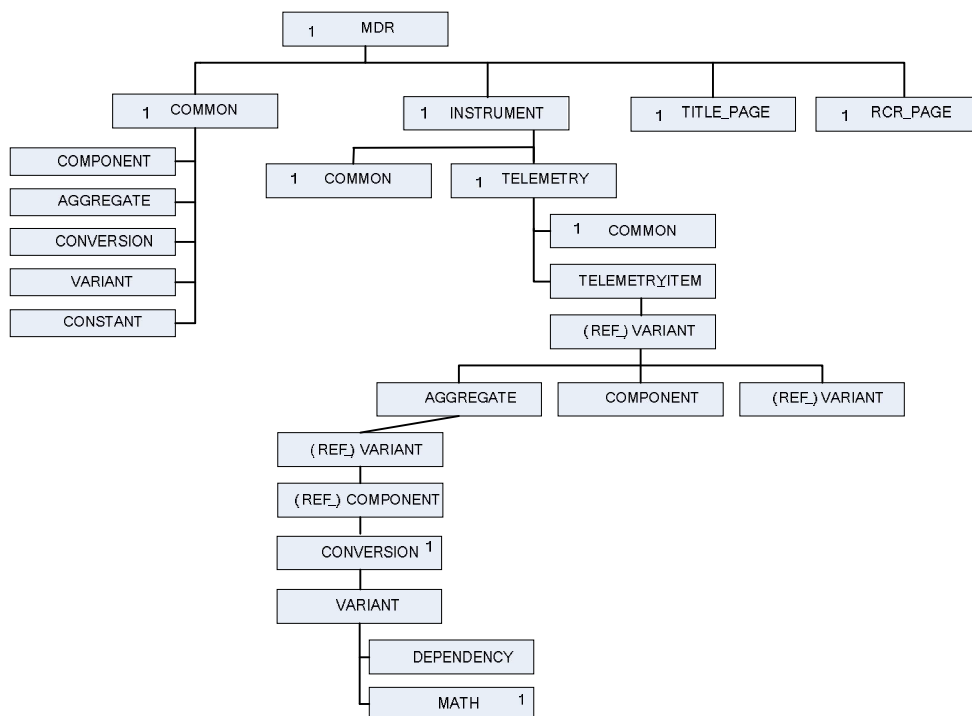 1 MDR
1 COMMON
1 INSTRUMENT
1 TITLE_PAGE
1 RCR_PAGE
COMPONENT
AGGREGATE
CONVERSION
VARIANT
CONSTANT
1 COMMON
1 TELEMETRY
1 COMMON
TELEMETRY_ITEM
(REF_) VARIANT
AGGREGATE
COMPONENT
(REF_) VARIANT
(REF_) VARIANT
(REF_) COMPONENT
CONVERSION 1
VARIANT
DEPENDENCY
MATH 1